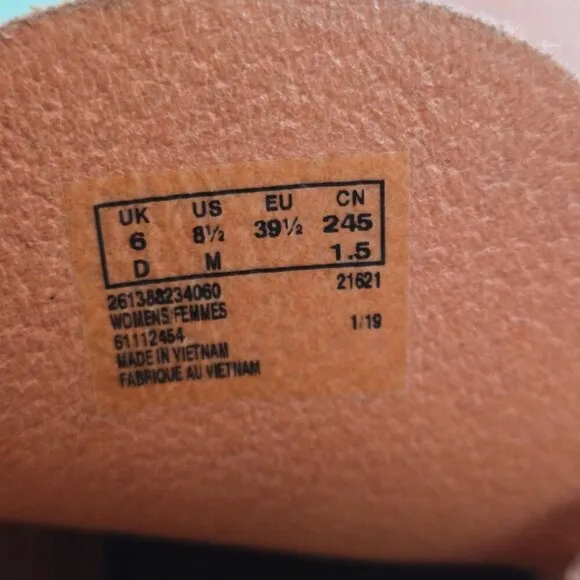 UK US EU CN
6 8½ 39½ 245
D M 1.5
261388234060 21621
WOMENS/FEMMES
61112454 1/19
MADE IN VIETNAM
FABRIQUE AU VIETNAM